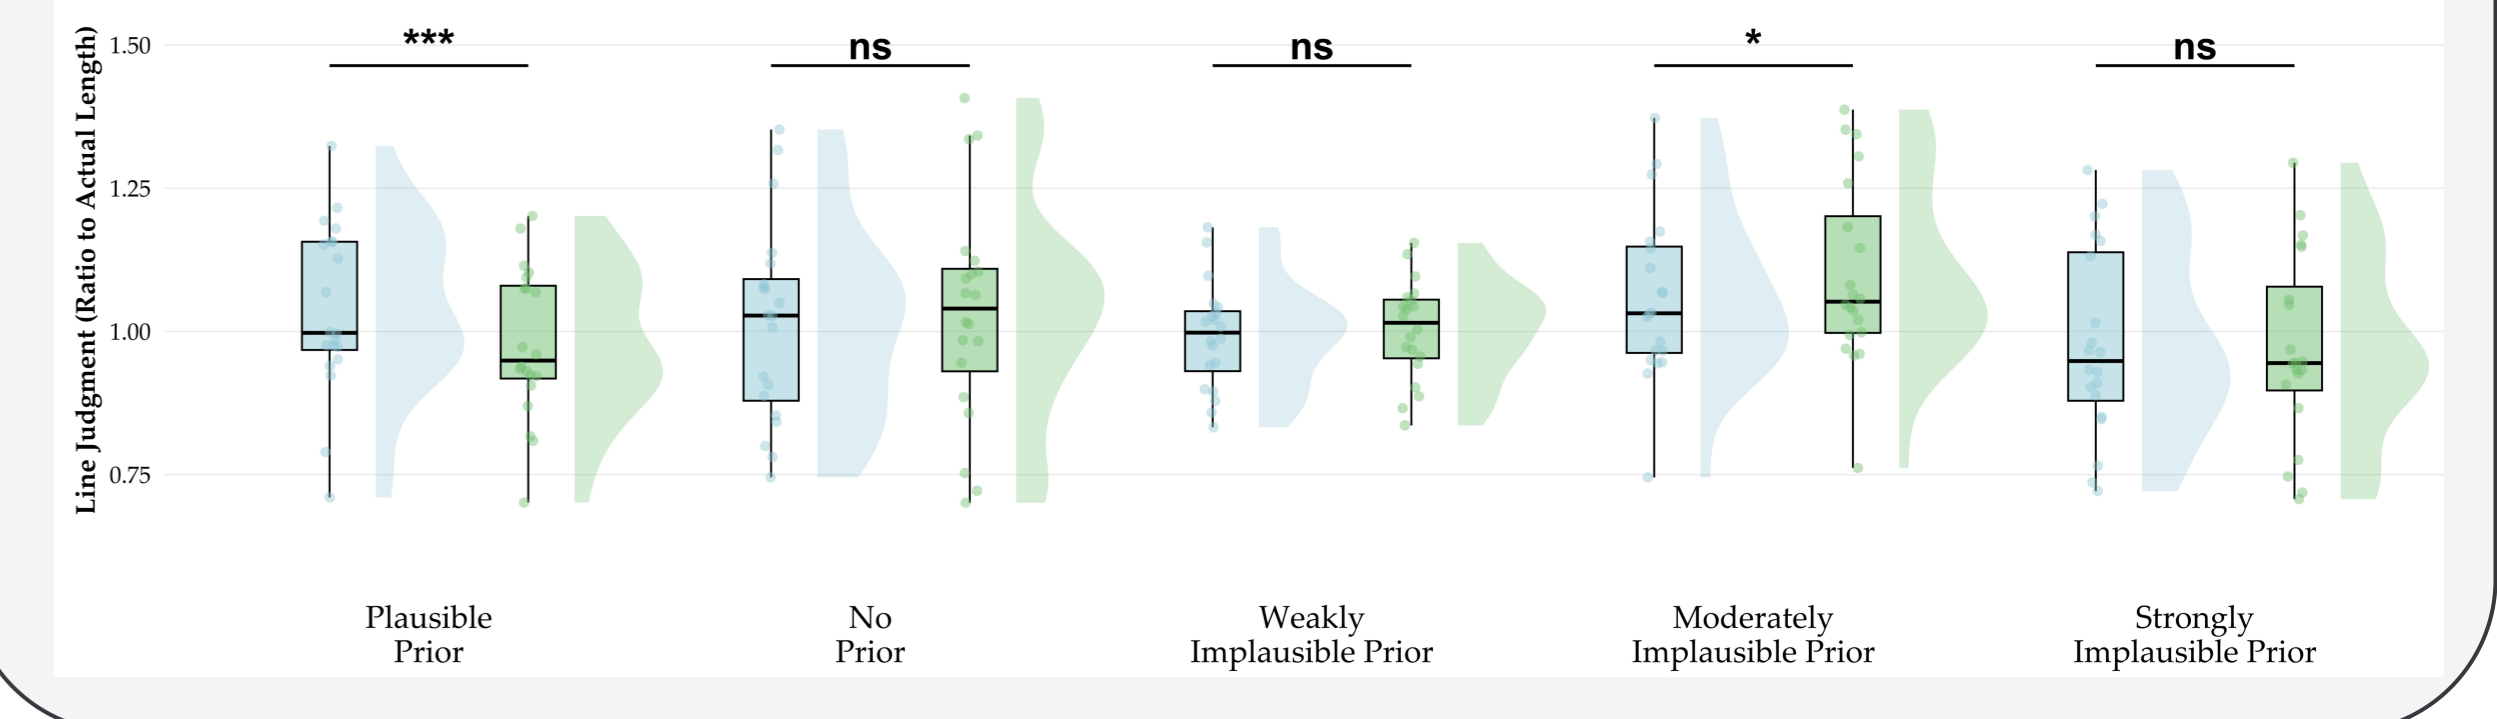 Line Judgment (Ratio to Actual Length)
1.50
1.25
1.00
0.75
***
ns
ns
*
ns
Plausible
Prior
No
Prior
Weakly
Implausible Prior
Moderately
Implausible Prior
Strongly
Implausible Prior